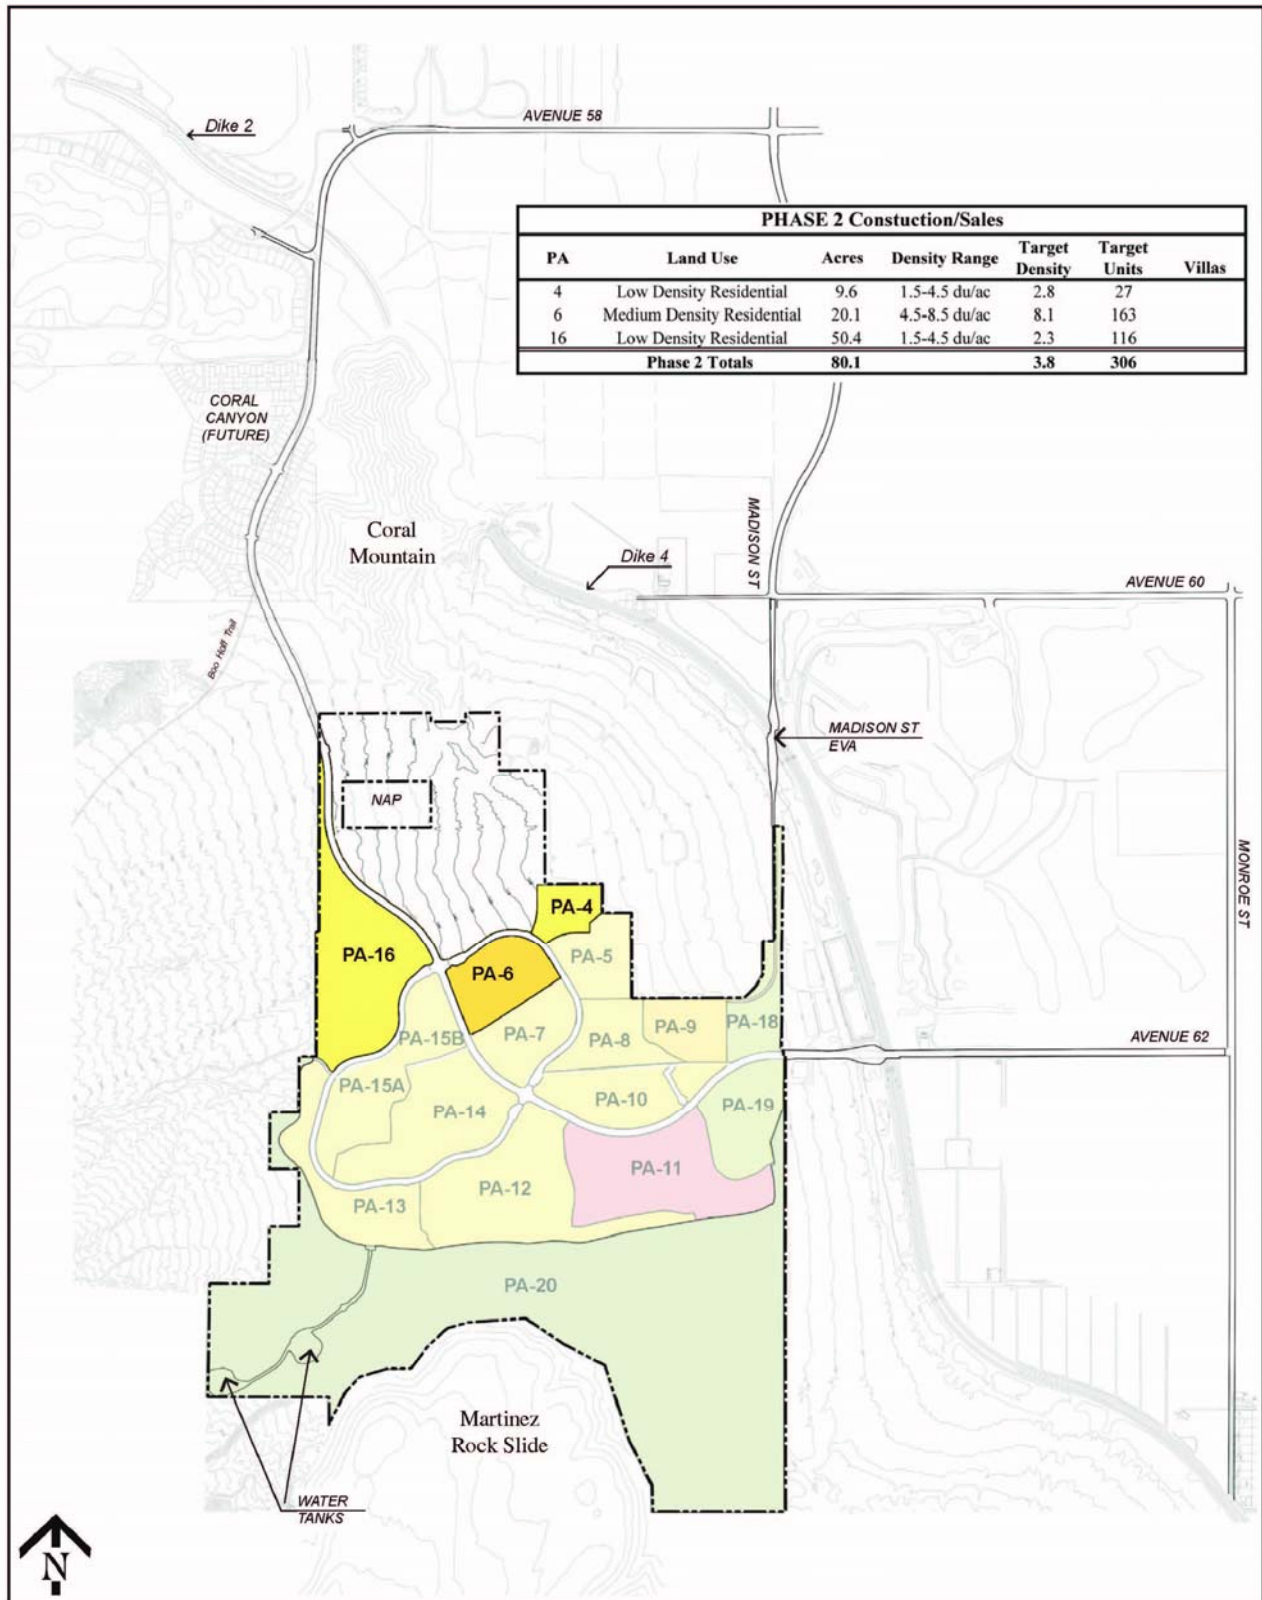 AVENUE 58
Dike 2
PHASE 2 Constuction/Sales
PA Land Use Acres Density Range Target Density Target Units Villas
4 Low Density Residential 9.6 1.5-4.5 du/ac 2.8 27
6 Medium Density Residential 20.1 4.5-8.5 du/ac 8.1 163
16 Low Density Residential 50.4 1.5-4.5 du/ac 2.3 116
Phase 2 Totals 80.1 3.8 306
CORAL
CANYON
(FUTURE)
MADISON ST
Coral
Mountain
Dike 4
AVENUE 60
Boo Hoff Trail
MADISON ST
EVA
NAP
MONROE ST
PA-4
PA-16
PA-5
PA-6
PA-18
PA-9
PA-7
PA-8
PA-15B
AVENUE 62
PA-15A
PA-10
PA-19
PA-14
PA-11
PA-12
PA-13
PA-20
Martinez
Rock Slide
WATER
TANKS
N